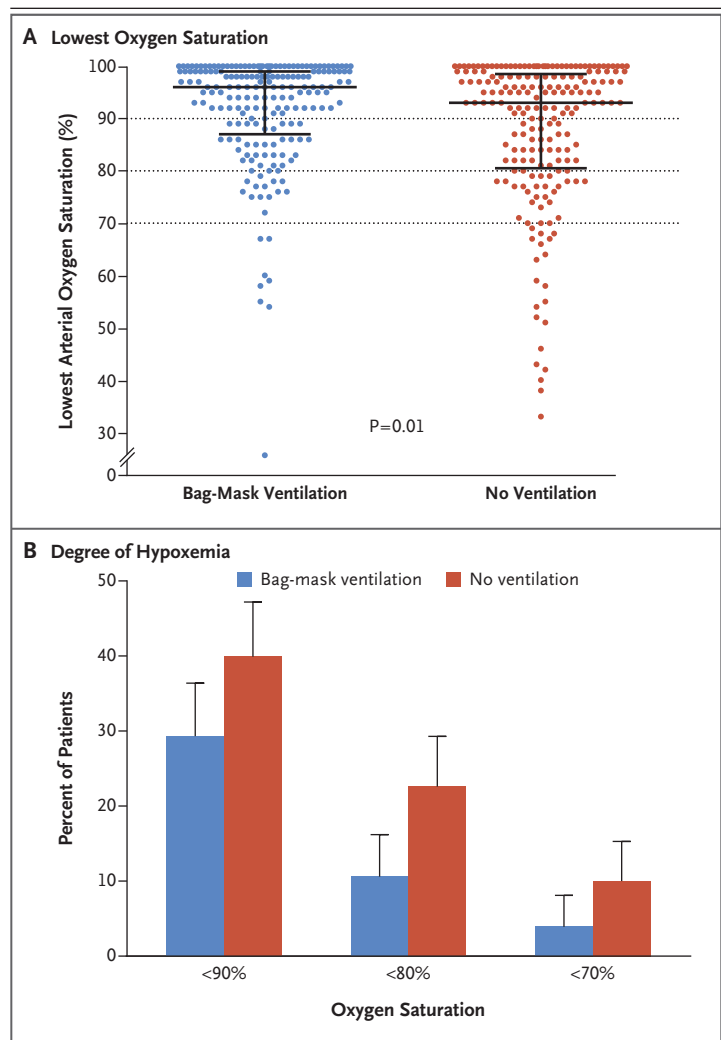 A Lowest Oxygen Saturation
Lowest Arterial Oxygen Saturation (%)
100
90
80
70
60
50
40
30
0
P=0.01
Bag-Mask Ventilation
No Ventilation
B Degree of Hypoxemia
Bag-mask ventilation
No ventilation
Percent of Patients
50
40
30
20
10
0
<90%
<80%
<70%
Oxygen Saturation